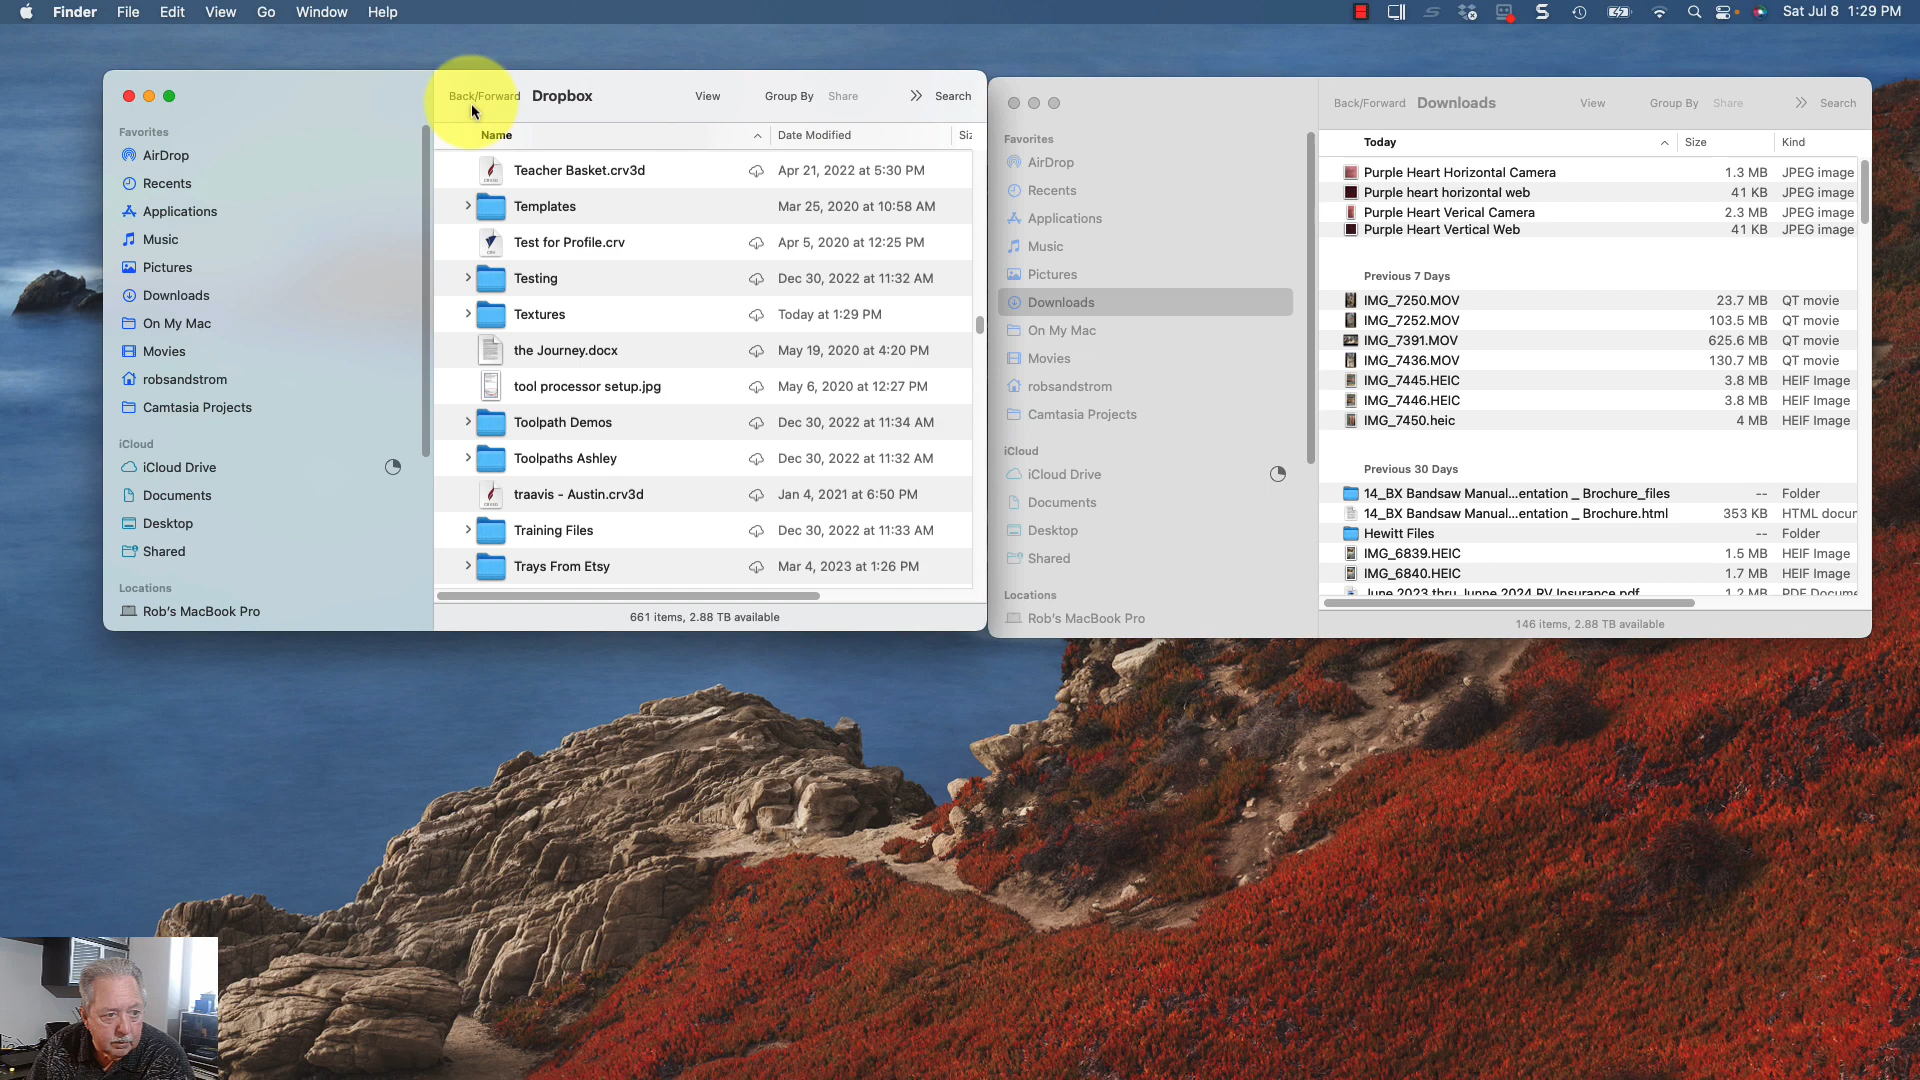 Finder File Edit View Go Window Help
Sat Jul 8 1:29 PM
Back/Forward Dropbox View Group By Share Search
Favorites
AirDrop
Recents
Applications
Music
Pictures
Downloads
On My Mac
Movies
robsandstrom
Camtasia Projects
iCloud
iCloud Drive
Documents
Desktop
Shared
Locations
Rob's MacBook Pro
Name Date Modified Siz
Teacher Basket.crv3d Apr 21, 2022 at 5:30 PM
Templates Mar 25, 2020 at 10:58 AM
Test for Profile.crv Apr 5, 2020 at 12:25 PM
Testing Dec 30, 2022 at 11:32 AM
Textures Today at 1:29 PM
the Journey.docx May 19, 2020 at 4:20 PM
tool processor setup.jpg May 6, 2020 at 12:27 PM
Toolpath Demos Dec 30, 2022 at 11:34 AM
Toolpaths Ashley Dec 30, 2022 at 11:32 AM
traavis - Austin.crv3d Jan 4, 2021 at 6:50 PM
Training Files Dec 30, 2022 at 11:33 AM
Trays From Etsy Mar 4, 2023 at 1:26 PM
661 items, 2.88 TB available
Back/Forward Downloads View Group By Share Search
Favorites
AirDrop
Recents
Applications
Music
Pictures
Downloads
On My Mac
Movies
robsandstrom
Camtasia Projects
iCloud
iCloud Drive
Documents
Desktop
Shared
Locations
Rob's MacBook Pro
Today Size Kind
Purple Heart Horizontal Camera 1.3 MB JPEG image
Purple heart horizontal web 41 KB JPEG image
Purple Heart Verical Camera 2.3 MB JPEG image
Purple Heart Vertical Web 41 KB JPEG image
Previous 7 Days
IMG_7250.MOV 23.7 MB QT movie
IMG_7252.MOV 103.5 MB QT movie
IMG_7391.MOV 625.6 MB QT movie
IMG_7436.MOV 130.7 MB QT movie
IMG_7445.HEIC 3.8 MB HEIF Image
IMG_7446.HEIC 3.8 MB HEIF Image
IMG_7450.heic 4 MB HEIF Image
Previous 30 Days
14_BX Bandsaw Manual...entation _ Brochure_files -- Folder
14_BX Bandsaw Manual...entation _ Brochure.html 353 KB HTML docur
Hewitt Files -- Folder
IMG_6839.HEIC 1.5 MB HEIF Image
IMG_6840.HEIC 1.7 MB HEIF Image
June 2023 thru Junne 2024 RV Insurance.pdf 1.2 MB PDF Docume
146 items, 2.88 TB available